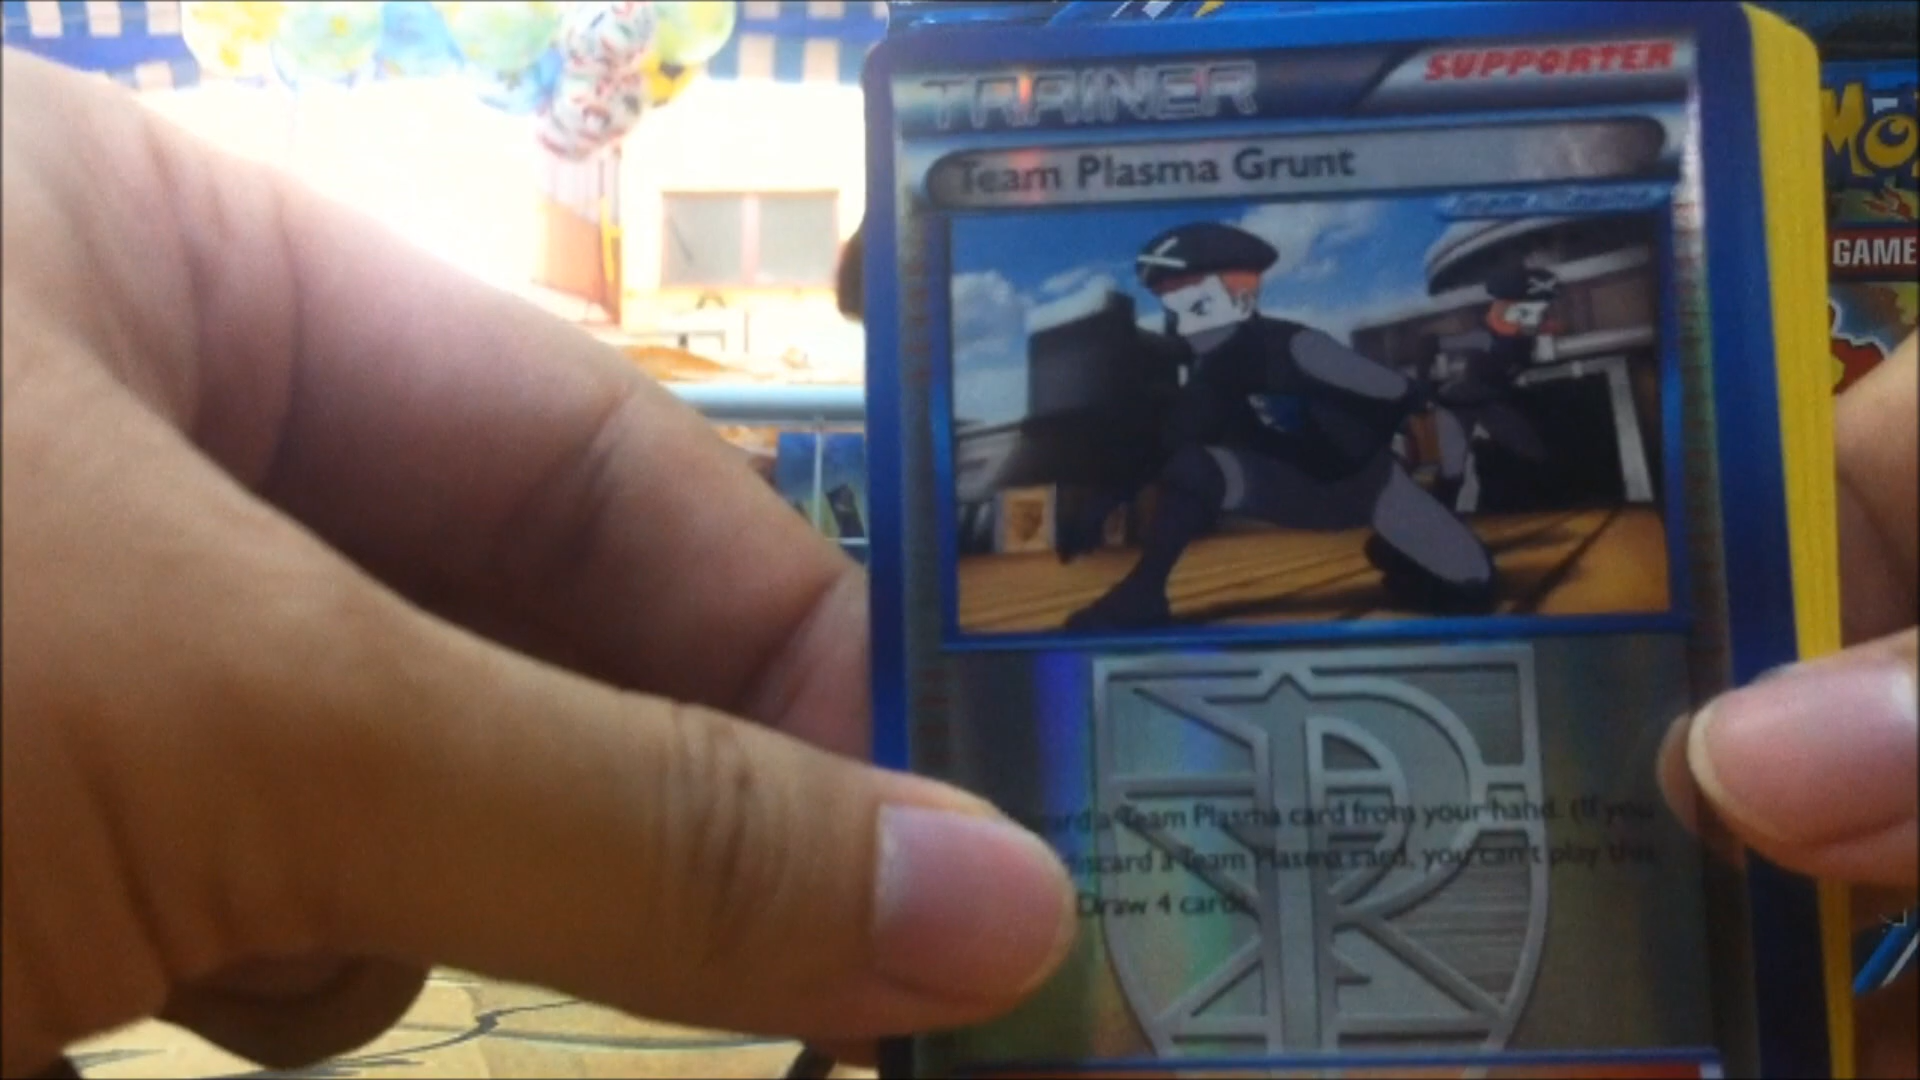 SUPPORTER
TRAINER
Team Plasma Grunt
a Team Plasma card from your hand. (If you
discard a Team Plasma card, you can't play this
Draw 4 cards.
GAME